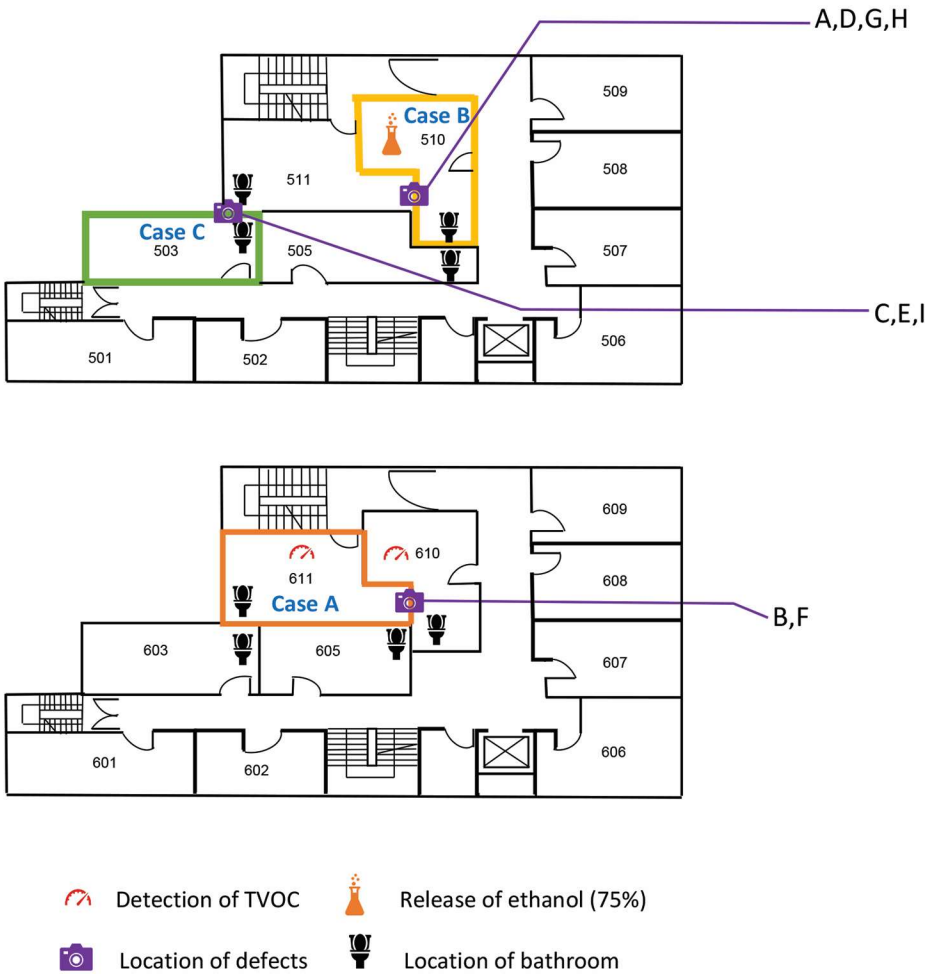 A,D,G,H
509
Case B
510
508
511
Case C
503
505
507
C,E,I
506
501
502
609
610
611
608
Case A
B,F
603
605
607
606
601
602
Detection of TVOC
Release of ethanol (75%)
Location of defects
Location of bathroom